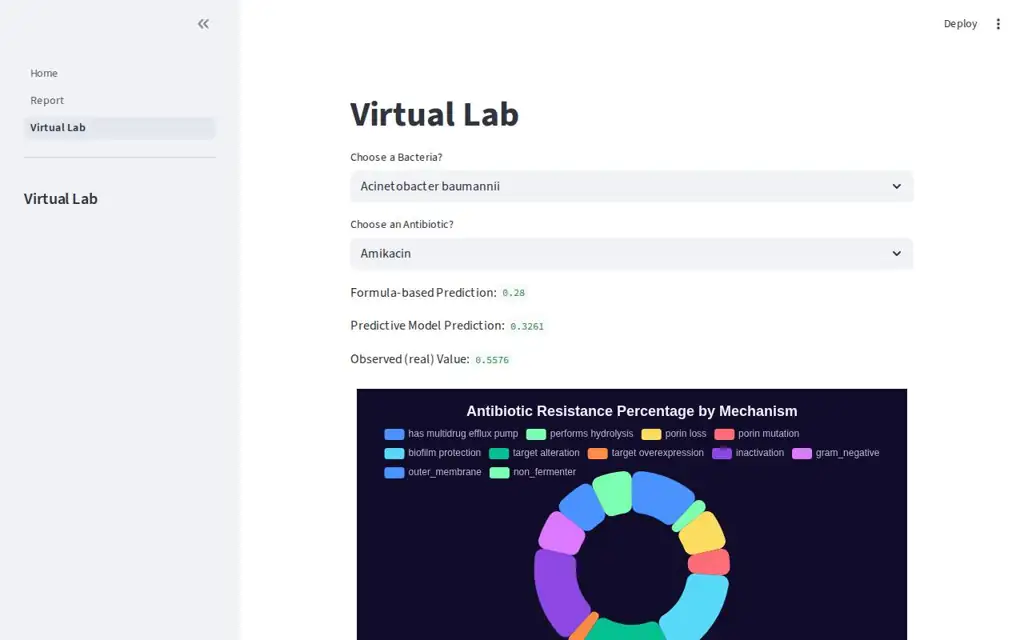 Deploy
Home
Report
Virtual Lab
Virtual Lab
Virtual Lab
Choose a Bacteria?
Acinetobacter baumannii
Choose an Antibiotic?
Amikacin
Formula-based Prediction: 0.28
Predictive Model Prediction: 0.3261
Observed (real) Value: 0.5576
Antibiotic Resistance Percentage by Mechanism
has multidrug efflux pump performs hydrolysis porin loss porin mutation
biofilm protection target alteration target overexpression inactivation gram_negative
outer_membrane non_fermenter